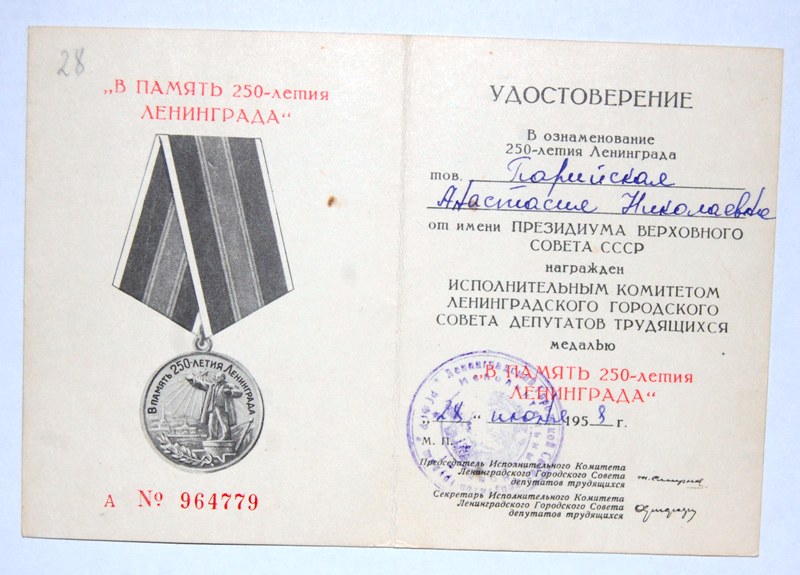 28
„В ПАМЯТЬ 250-летия
ЛЕНИНГРАДА“
В ПАМЯТЬ 250-ЛЕТИЯ ЛЕНИНГРАДА
А № 964779
УДОСТОВЕРЕНИЕ
В ознаменование
250-летия Ленинграда
тов. Парийская
Анастасия Николаевна
от имени ПРЕЗИДИУМА ВЕРХОВНОГО
СОВЕТА СССР
награжден
ИСПОЛНИТЕЛЬНЫМ КОМИТЕТОМ
ЛЕНИНГРАДСКОГО ГОРОДСКОГО
СОВЕТА ДЕПУТАТОВ ТРУДЯЩИХСЯ
медалью
„В ПАМЯТЬ 250-летия
ЛЕНИНГРАДА“
„28“ 1958 г.
М. П.
Председатель Исполнительного Комитета
Ленинградского Городского Совета
депутатов трудящихся
Секретарь Исполнительного Комитета
Ленинградского Городского Совета
депутатов трудящихся